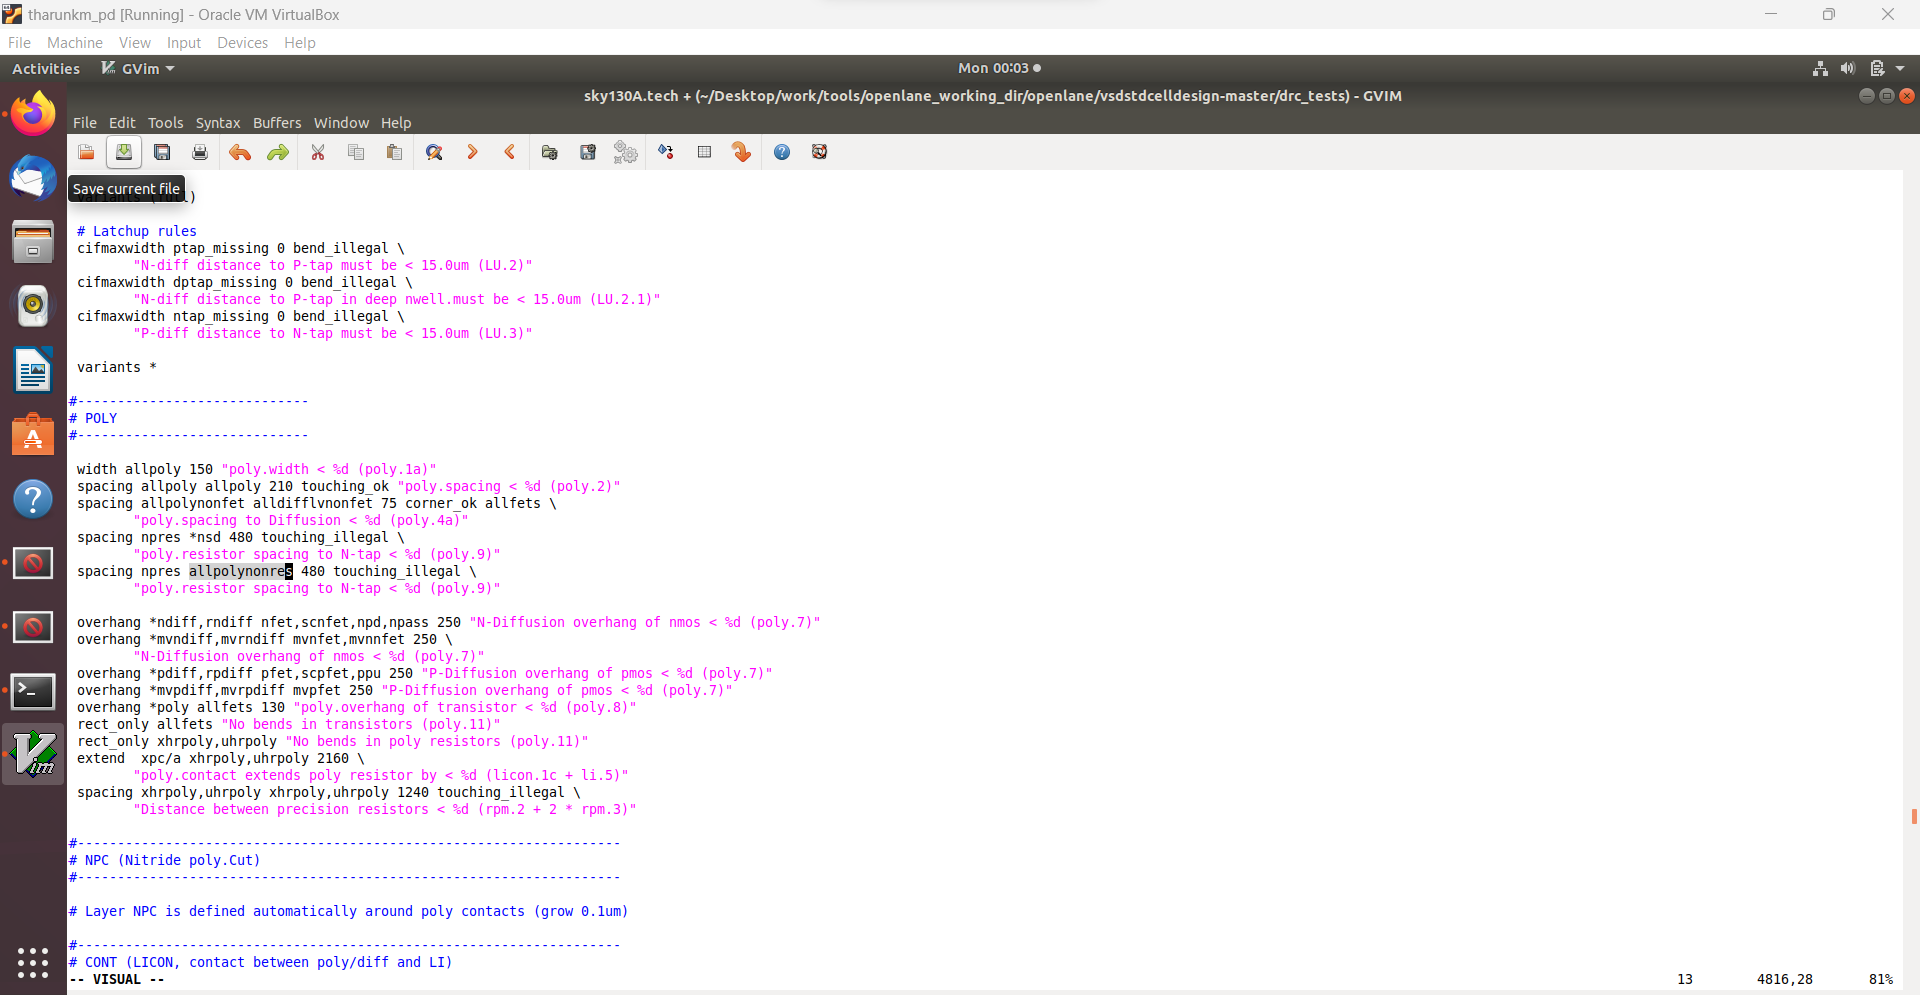 tharunkm_pd [Running] - Oracle VM VirtualBox
File Machine View Input Devices Help
Activities GVim Mon 00:03
sky130A.tech + (~/Desktop/work/tools/openlane_working_dir/openlane/vsdstdcelldesign-master/drc_tests) - GVIM
File Edit Tools Syntax Buffers Window Help
Save current file
variants (full)
# Latchup rules
cifmaxwidth ptap_missing 0 bend_illegal \
"N-diff distance to P-tap must be < 15.0um (LU.2)"
cifmaxwidth dptap_missing 0 bend_illegal \
"N-diff distance to P-tap in deep nwell.must be < 15.0um (LU.2.1)"
cifmaxwidth ntap_missing 0 bend_illegal \
"P-diff distance to N-tap must be < 15.0um (LU.3)"
variants *
#-----------------------------
# POLY
#-----------------------------
width allpoly 150 "poly.width < %d (poly.1a)"
spacing allpoly allpoly 210 touching_ok "poly.spacing < %d (poly.2)"
spacing allpolynonfet alldifflvnonfet 75 corner_ok allfets \
"poly.spacing to Diffusion < %d (poly.4a)"
spacing npres *nsd 480 touching_illegal \
"poly.resistor spacing to N-tap < %d (poly.9)"
spacing npres allpolynonres 480 touching_illegal \
"poly.resistor spacing to N-tap < %d (poly.9)"
overhang *ndiff,rndiff nfet,scnfet,npd,npass 250 "N-Diffusion overhang of nmos < %d (poly.7)"
overhang *mvndiff,mvrndiff mvnfet,mvnnfet 250 \
"N-Diffusion overhang of nmos < %d (poly.7)"
overhang *pdiff,rpdiff pfet,scpfet,ppu 250 "P-Diffusion overhang of pmos < %d (poly.7)"
overhang *mvpdiff,mvrpdiff mvpfet 250 "P-Diffusion overhang of pmos < %d (poly.7)"
overhang *poly allfets 130 "poly.overhang of transistor < %d (poly.8)"
rect_only allfets "No bends in transistors (poly.11)"
rect_only xhrpoly,uhrpoly "No bends in poly resistors (poly.11)"
extend  xpc/a xhrpoly,uhrpoly 2160 \
"poly.contact extends poly resistor by < %d (licon.1c + li.5)"
spacing xhrpoly,uhrpoly xhrpoly,uhrpoly 1240 touching_illegal \
"Distance between precision resistors < %d (rpm.2 + 2 * rpm.3)"
#--------------------------------------------------------------------
# NPC (Nitride poly.Cut)
#--------------------------------------------------------------------
# Layer NPC is defined automatically around poly contacts (grow 0.1um)
#--------------------------------------------------------------------
# CONT (LICON, contact between poly/diff and LI)
-- VISUAL -- 13 4816,28 81%